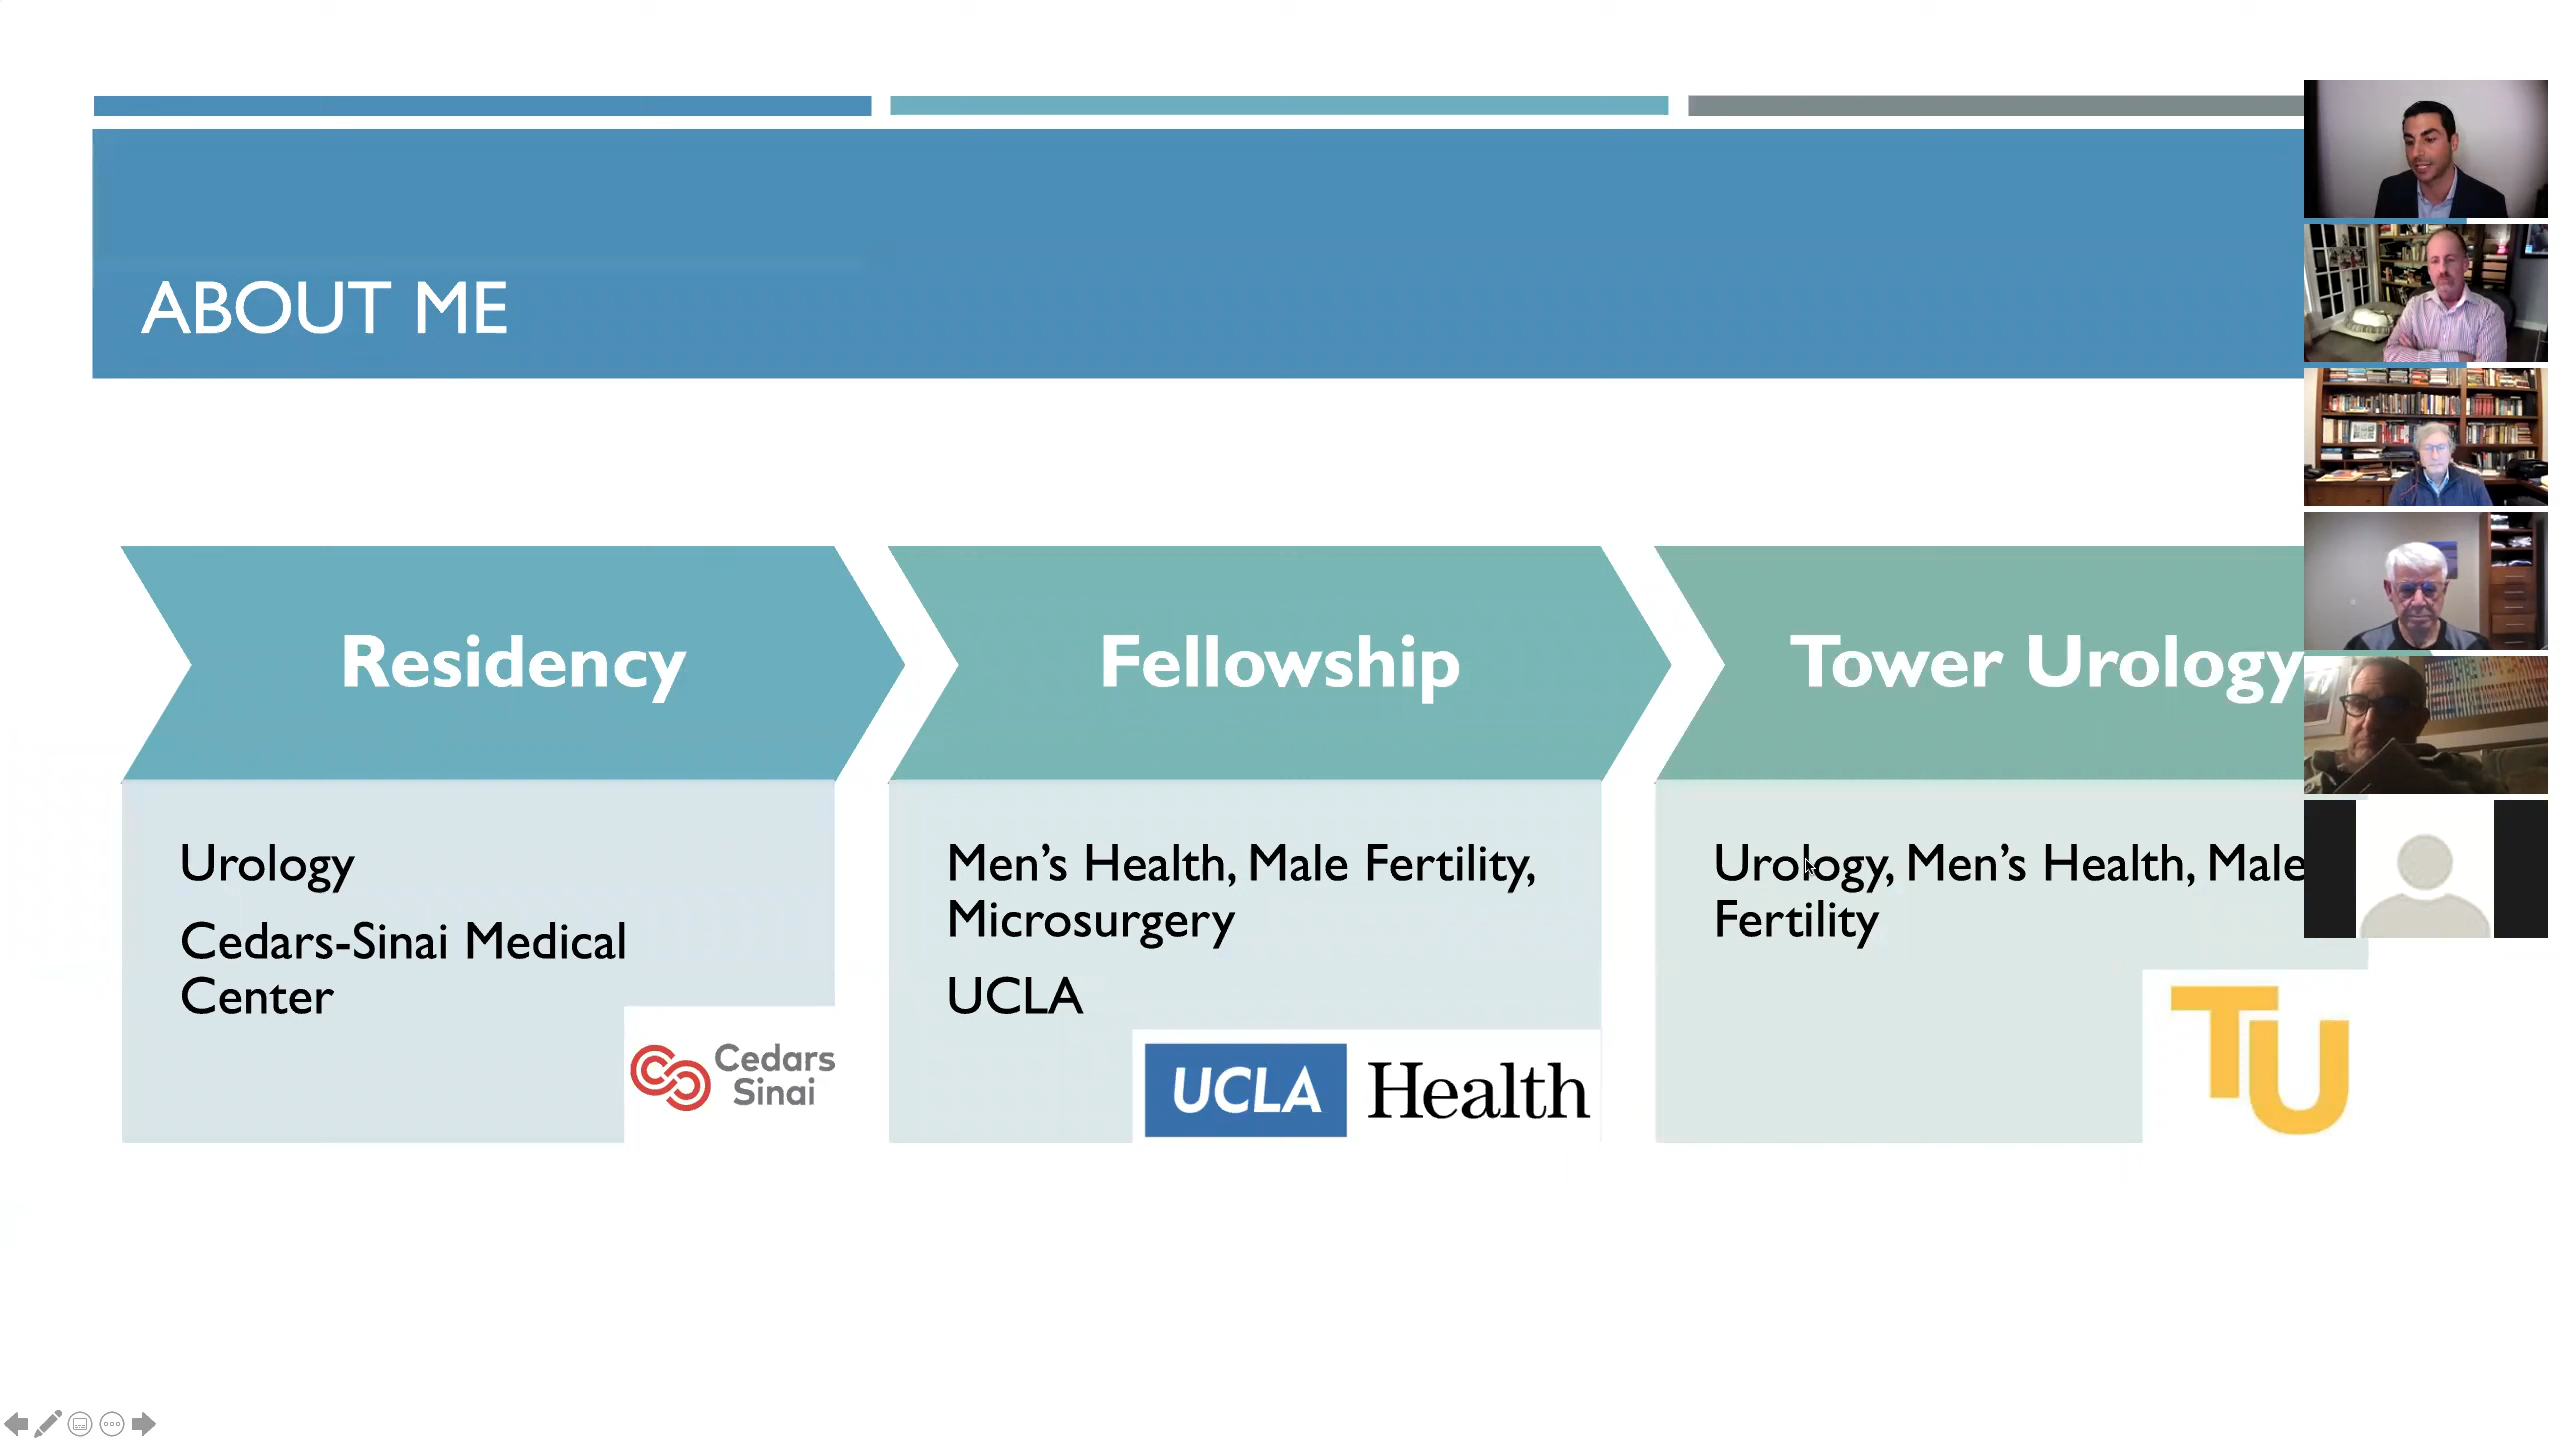 ABOUT ME
Residency
Urology
Cedars-Sinai Medical
Center
Cedars
Sinai
Fellowship
Men's Health, Male Fertility,
Microsurgery
UCLA
UCLA Health
Tower Urology
Urology, Men's Health, Male
Fertility
TU